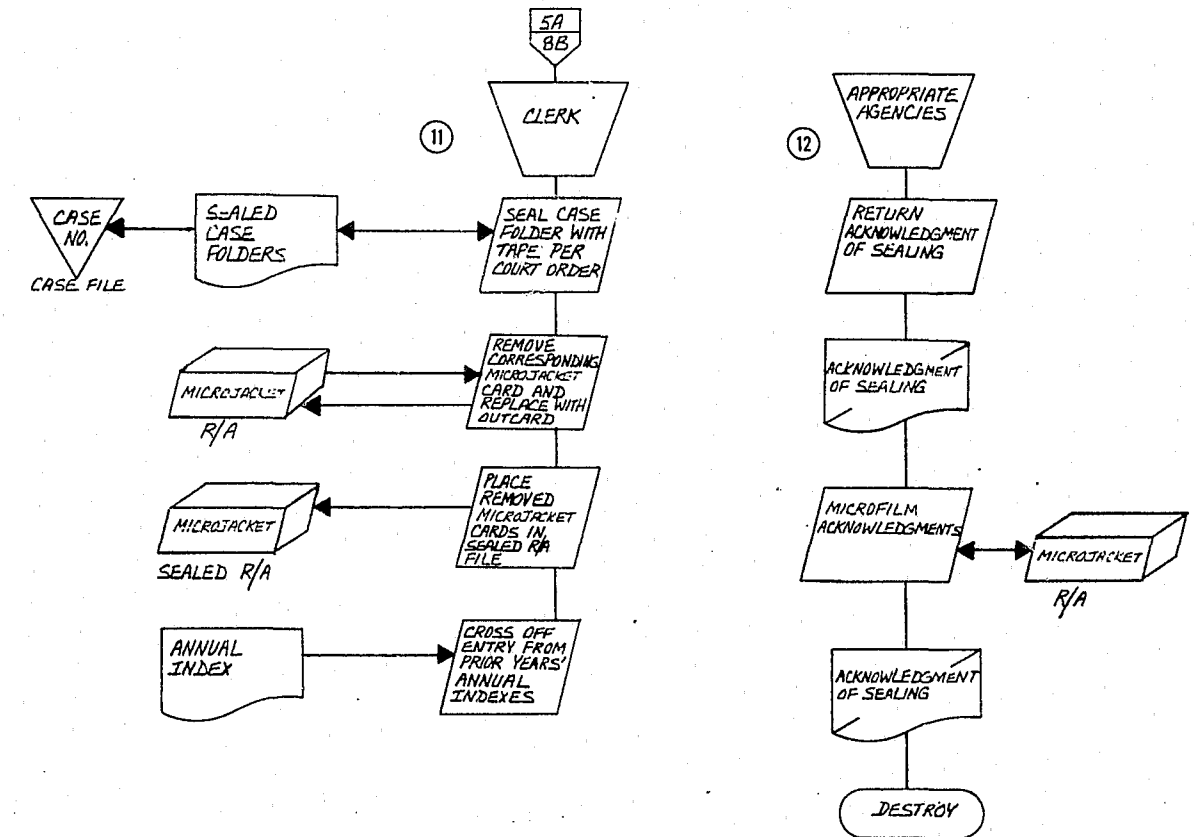 5A
8B
CLERK
11
SEAL CASE
FOLDER WITH
TAPE PER
COURT ORDER
SEALED
CASE
FOLDERS
CASE
NO.
CASE FILE
REMOVE
CORRESPONDING
MICROJACKET
CARD AND
REPLACE WITH
OUTCARD
MICROJACKET
R/A
PLACE
REMOVED
MICROJACKET
CARDS IN
SEALED R/A
FILE
MICROJACKET
SEALED R/A
CROSS OFF
ENTRY FROM
PRIOR YEARS'
ANNUAL
INDEXES
ANNUAL
INDEX
APPROPRIATE
AGENCIES
12
RETURN
ACKNOWLEDGMENT
OF SEALING
ACKNOWLEDGMENT
OF SEALING
MICROFILM
ACKNOWLEDGMENTS
MICROJACKET
R/A
ACKNOWLEDGMENT
OF SEALING
DESTROY